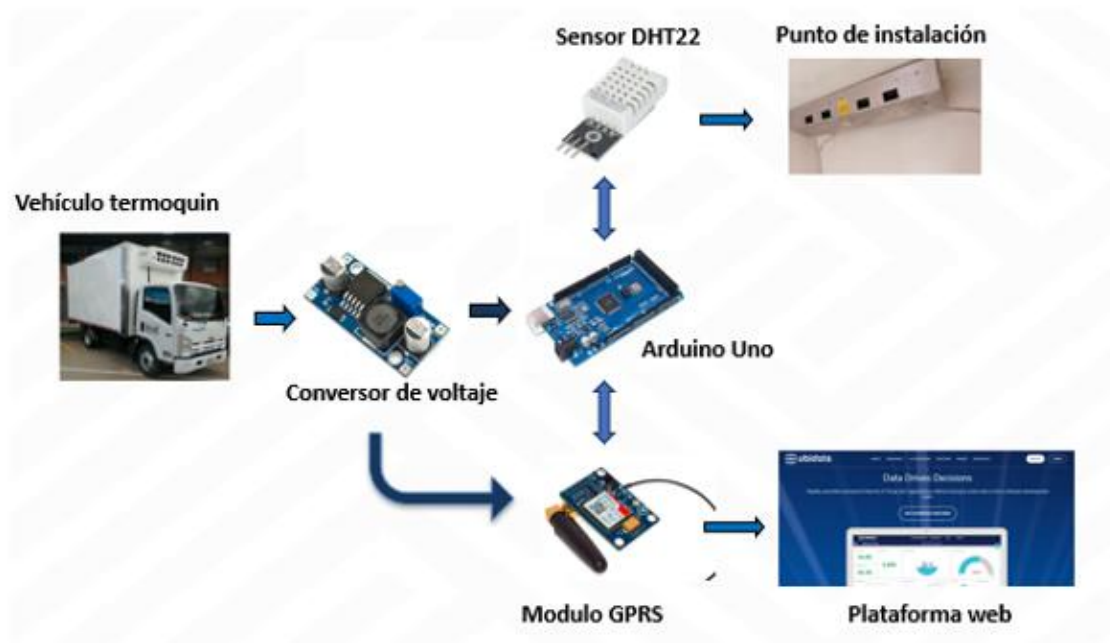 Sensor DHT22
Punto de instalación
Vehículo termoquin
Arduino Uno
Conversor de voltaje
ubidots
Data Drives Decisions
Modulo GPRS
Plataforma web